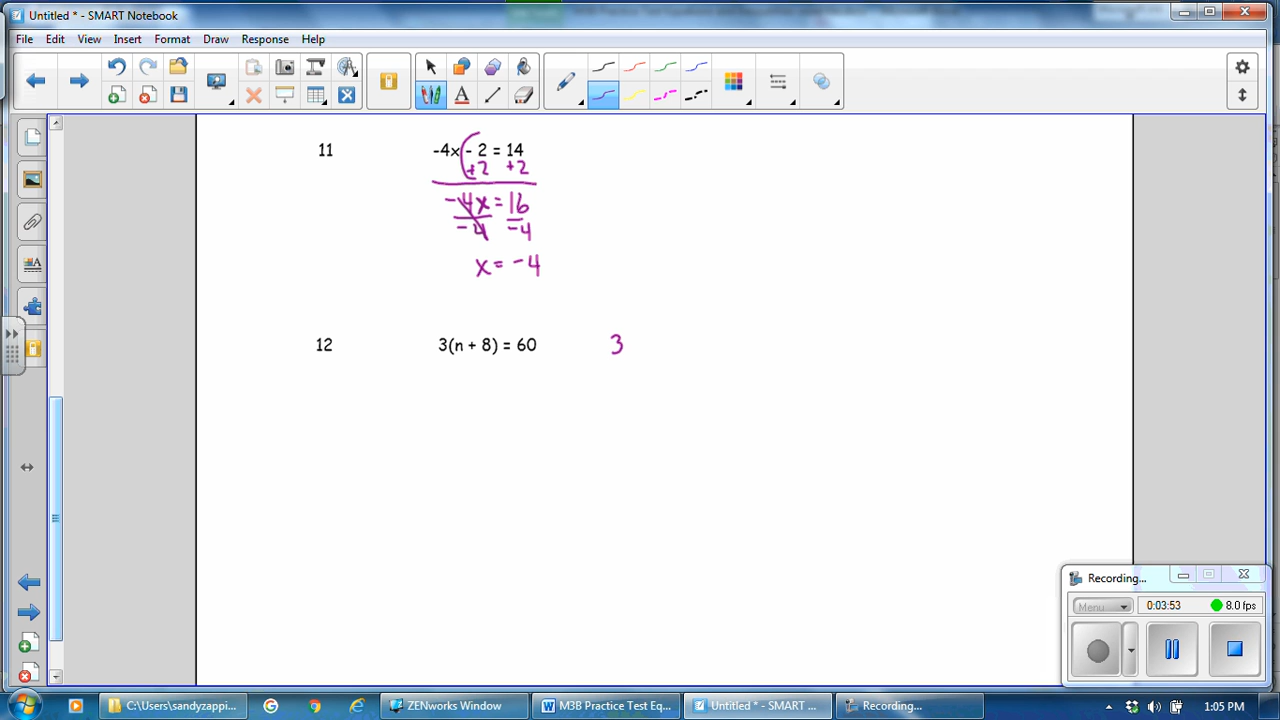 Untitled * - SMART Notebook
File Edit View Insert Format Draw Response Help
11 -4x - 2 = 14
+2 +2
-4x = 16
-4 -4
x = -4
12 3(n + 8) = 60 3
Recording...
Menu 0:03:53 8.0 fps
C:\Users\sandyzappi... ZENworks Window M3B Practice Test Eq... Untitled * - SMART ... Recording... 1:05 PM